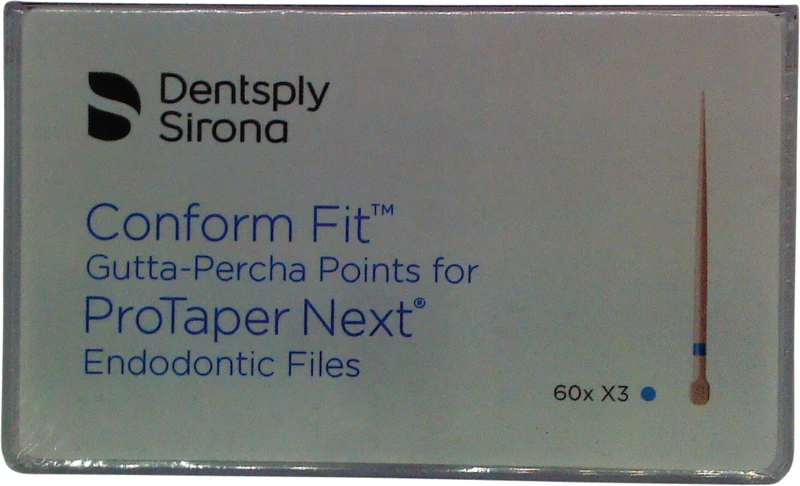 Dentsply
Sirona
Conform Fit™
Gutta-Percha Points for
ProTaper Next®
Endodontic Files
60x X3